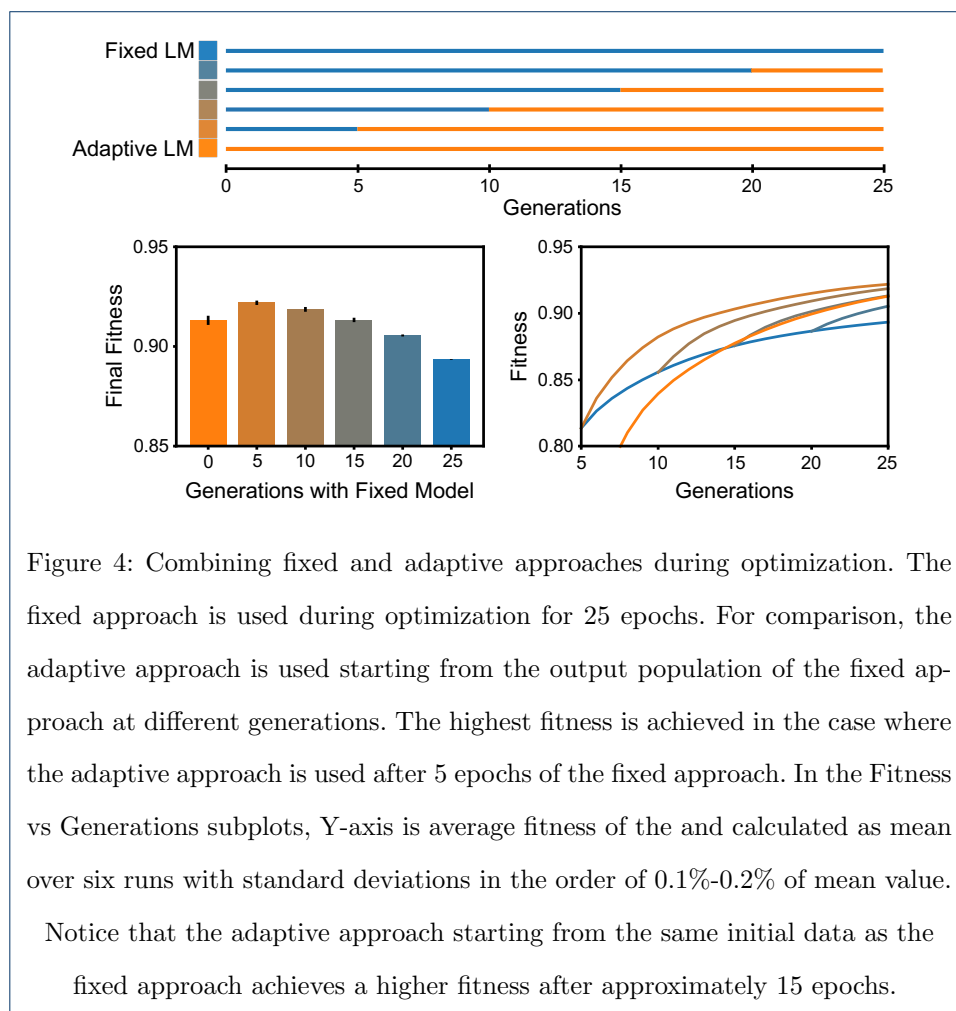 Fixed LM
Adaptive LM
0 5 10 15 20 25
Generations
0.95
0.90
0.85
Final Fitness
0 5 10 15 20 25
Generations with Fixed Model
0.95
0.90
0.85
0.80
Fitness
5 10 15 20 25
Generations
Figure 4: Combining fixed and adaptive approaches during optimization. The
fixed approach is used during optimization for 25 epochs. For comparison, the
adaptive approach is used starting from the output population of the fixed ap-
proach at different generations. The highest fitness is achieved in the case where
the adaptive approach is used after 5 epochs of the fixed approach. In the Fitness
vs Generations subplots, Y-axis is average fitness of the and calculated as mean
over six runs with standard deviations in the order of 0.1%-0.2% of mean value.
Notice that the adaptive approach starting from the same initial data as the
fixed approach achieves a higher fitness after approximately 15 epochs.